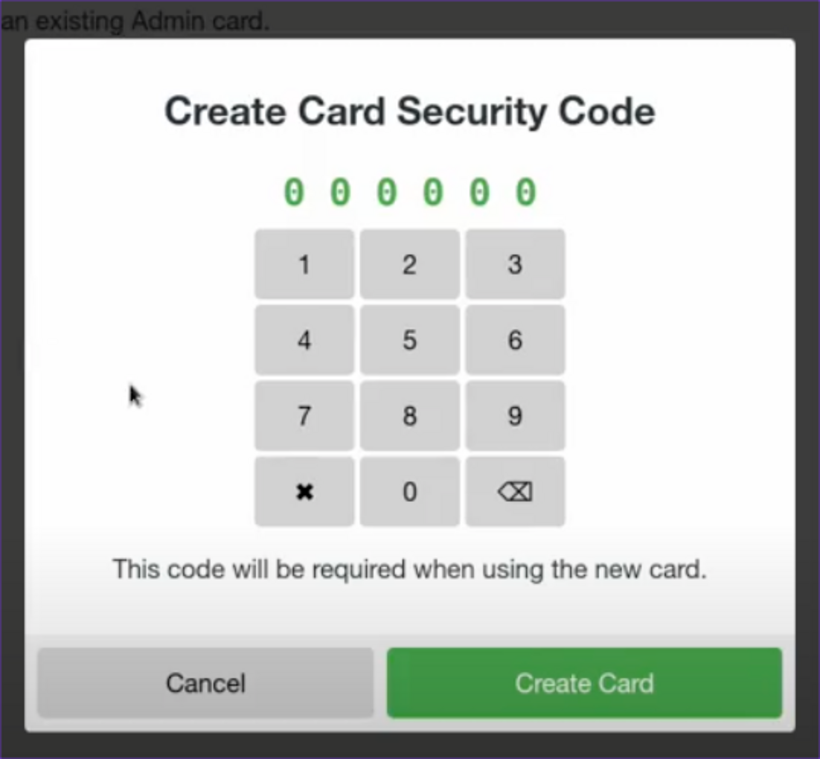 an existing Admin card.
Create Card Security Code
0 0 0 0 0 0
1 2 3
4 5 6
7 8 9
✖ 0 ⌫
This code will be required when using the new card.
Cancel Create Card